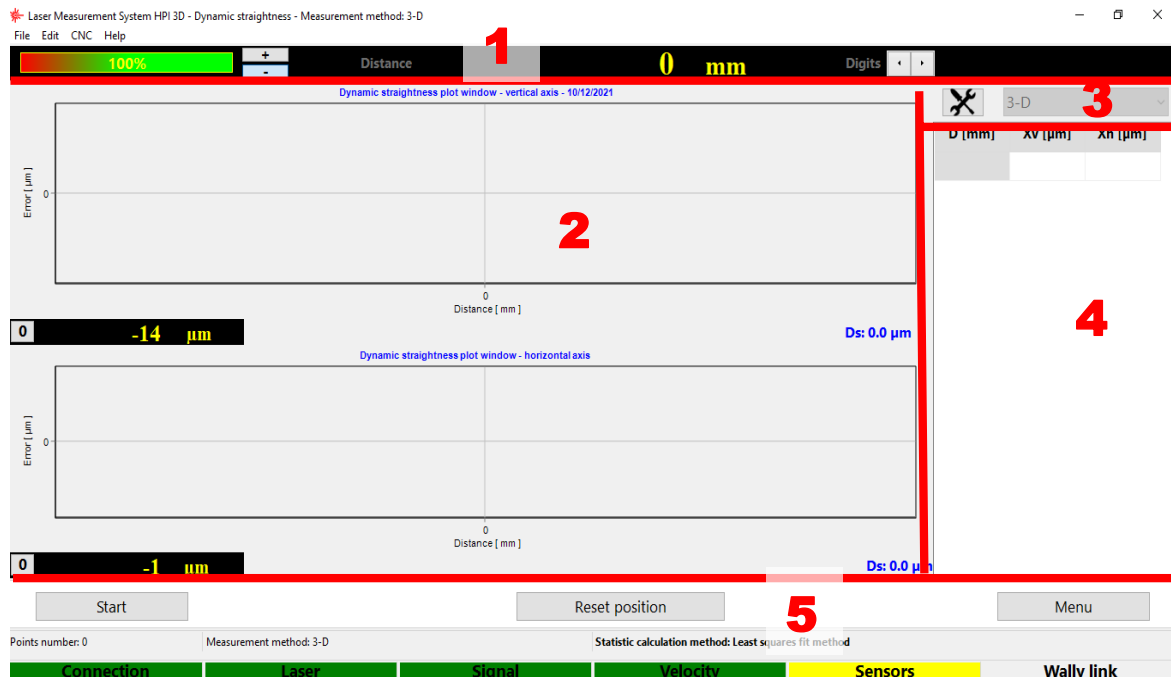 Laser Measurement System HPI 3D - Dynamic straightness - Measurement method: 3-D
File Edit CNC Help
1
100% + - Distance 0 mm Digits
Dynamic straightness plot window - vertical axis - 10/12/2021
3-D 3
D [mm] Xv [µm] Xh [µm]
Error [ µm ]
0
2
0
Distance [ mm ]
4
0 -14 µm Ds: 0.0 µm
Dynamic straightness plot window - horizontal axis
Error [ µm ]
0
0
Distance [ mm ]
0 -1 µm Ds: 0.0 µm
Start Reset position 5 Menu
Points number: 0 Measurement method: 3-D Statistic calculation method: Least squares fit method
Connection Laser Signal Velocity Sensors Wally link